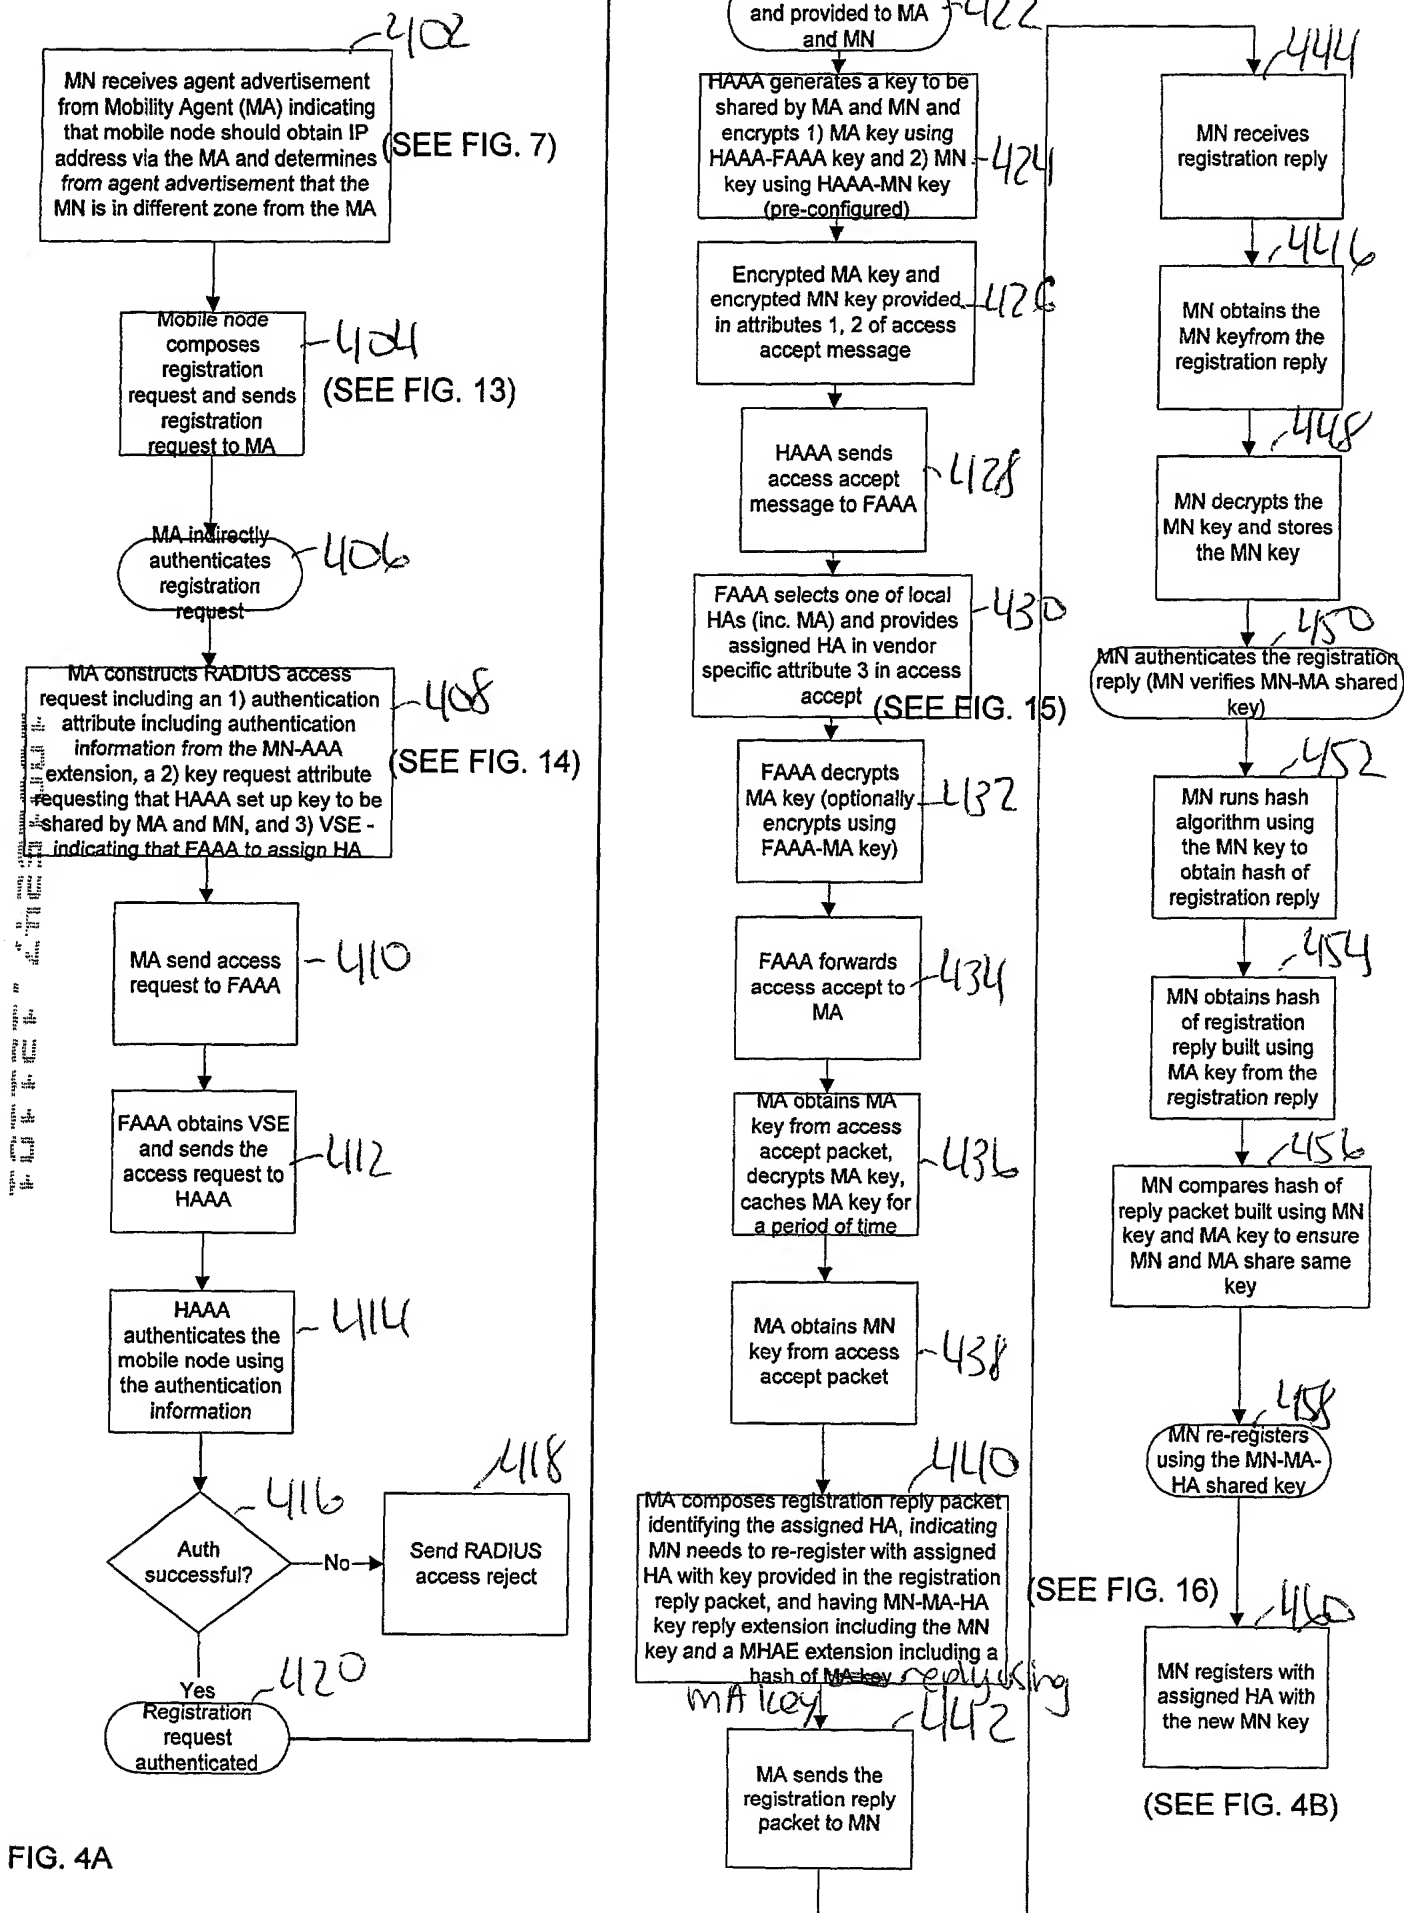 402
MN receives agent advertisement
from Mobility Agent (MA) indicating
that mobile node should obtain IP
address via the MA and determines
from agent advertisement that the
MN is in different zone from the MA
(SEE FIG. 7)
Mobile node
composes
registration
request and sends
registration
request to MA
404
(SEE FIG. 13)
MA indirectly
authenticates
registration
request
406
MA constructs RADIUS access
request including an 1) authentication
attribute including authentication
information from the MN-AAA
extension, a 2) key request attribute
requesting that HAAA set up key to be
shared by MA and MN, and 3) VSE -
indicating that FAAA to assign HA
408
(SEE FIG. 14)
MA send access
request to FAAA
410
FAAA obtains VSE
and sends the
access request to
HAAA
412
HAAA
authenticates the
mobile node using
the authentication
information
414
Auth
successful?
416
No
Send RADIUS
access reject
418
Yes
Registration
request
authenticated
420
FIG. 4A
and provided to MA
and MN
422
HAAA generates a key to be
shared by MA and MN and
encrypts 1) MA key using
HAAA-FAAA key and 2) MN
key using HAAA-MN key
(pre-configured)
424
Encrypted MA key and
encrypted MN key provided
in attributes 1, 2 of access
accept message
426
HAAA sends
access accept
message to FAAA
428
FAAA selects one of local
HAs (inc. MA) and provides
assigned HA in vendor
specific attribute 3 in access
accept
430
(SEE FIG. 15)
FAAA decrypts
MA key (optionally
encrypts using
FAAA-MA key)
432
FAAA forwards
access accept to
MA
434
MA obtains MA
key from access
accept packet,
decrypts MA key,
caches MA key for
a period of time
436
MA obtains MN
key from access
accept packet
438
440
MA composes registration reply packet
identifying the assigned HA, indicating
MN needs to re-register with assigned
HA with key provided in the registration
reply packet, and having MN-MA-HA
key reply extension including the MN
key and a MHAE extension including a
hash of MA key reply using
MA key
(SEE FIG. 16)
442
MA sends the
registration reply
packet to MN
444
MN receives
registration reply
446
MN obtains the
MN keyfrom the
registration reply
448
MN decrypts the
MN key and stores
the MN key
450
MN authenticates the registration
reply (MN verifies MN-MA shared
key)
452
MN runs hash
algorithm using
the MN key to
obtain hash of
registration reply
454
MN obtains hash
of registration
reply built using
MA key from the
registration reply
456
MN compares hash of
reply packet built using MN
key and MA key to ensure
MN and MA share same
key
458
MN re-registers
using the MN-MA-
HA shared key
460
MN registers with
assigned HA with
the new MN key
(SEE FIG. 4B)